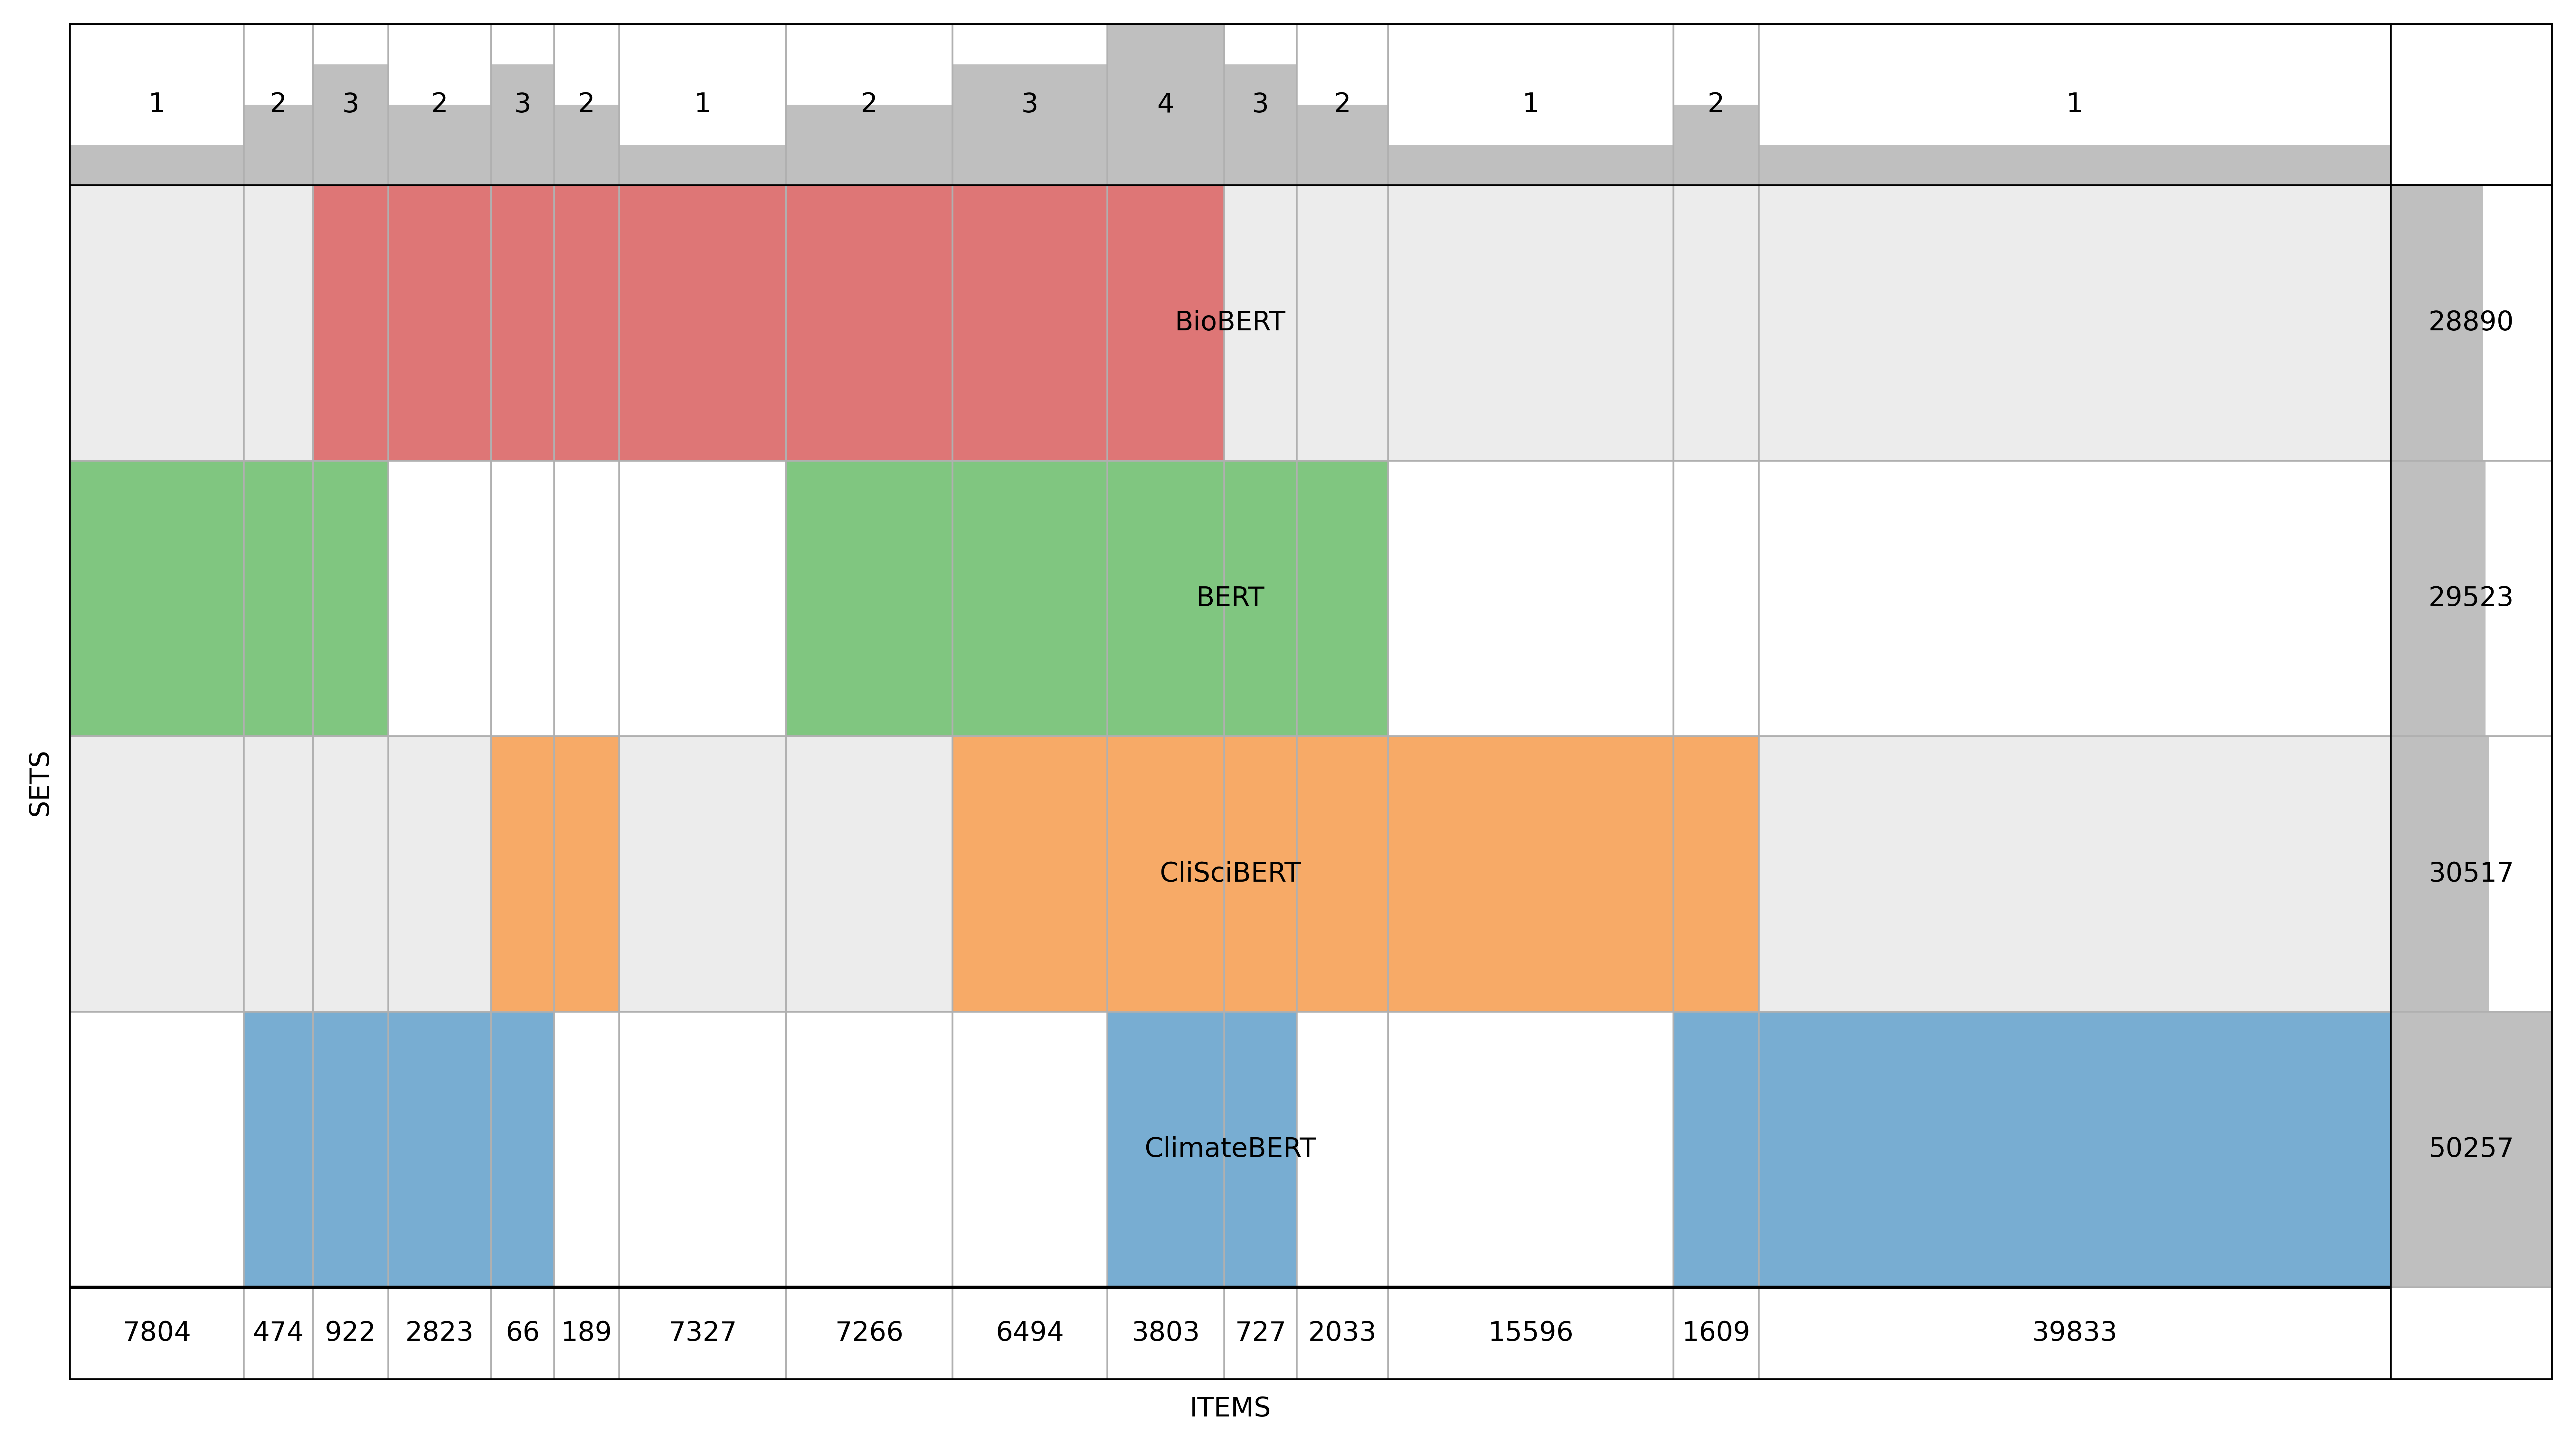 1 2 3 2 3 2 1 2 3 4 3 2 1 2 1
BioBERT 28890
BERT 29523
SETS
CliSciBERT 30517
ClimateBERT 50257
7804 474 922 2823 66 189 7327 7266 6494 3803 727 2033 15596 1609 39833
ITEMS